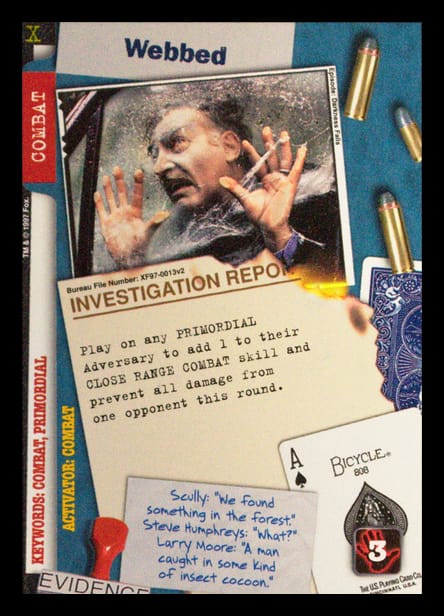 X
Webbed
COMBAT
Episode: Darkness Falls
TM & © 1997 Fox.
Bureau File Number: XF97-0013v2
INVESTIGATION REPO
Play on any PRIMORDIAL
Adversary to add 1 to their
CLOSE RANGE COMBAT skill and
prevent all damage from
one opponent this round.
KEYWORDS: COMBAT, PRIMORDIAL
ACTIVATOR: COMBAT
Scully: "We found
something in the forest."
Steve Humphreys: "What?"
Larry Moore: "A man
caught in some kind
of insect cocoon."
A
BICYCLE®
808
3
THE U.S. PLAYING CARD CO.
CINCINNATI, U.S.A.
EVIDENCE